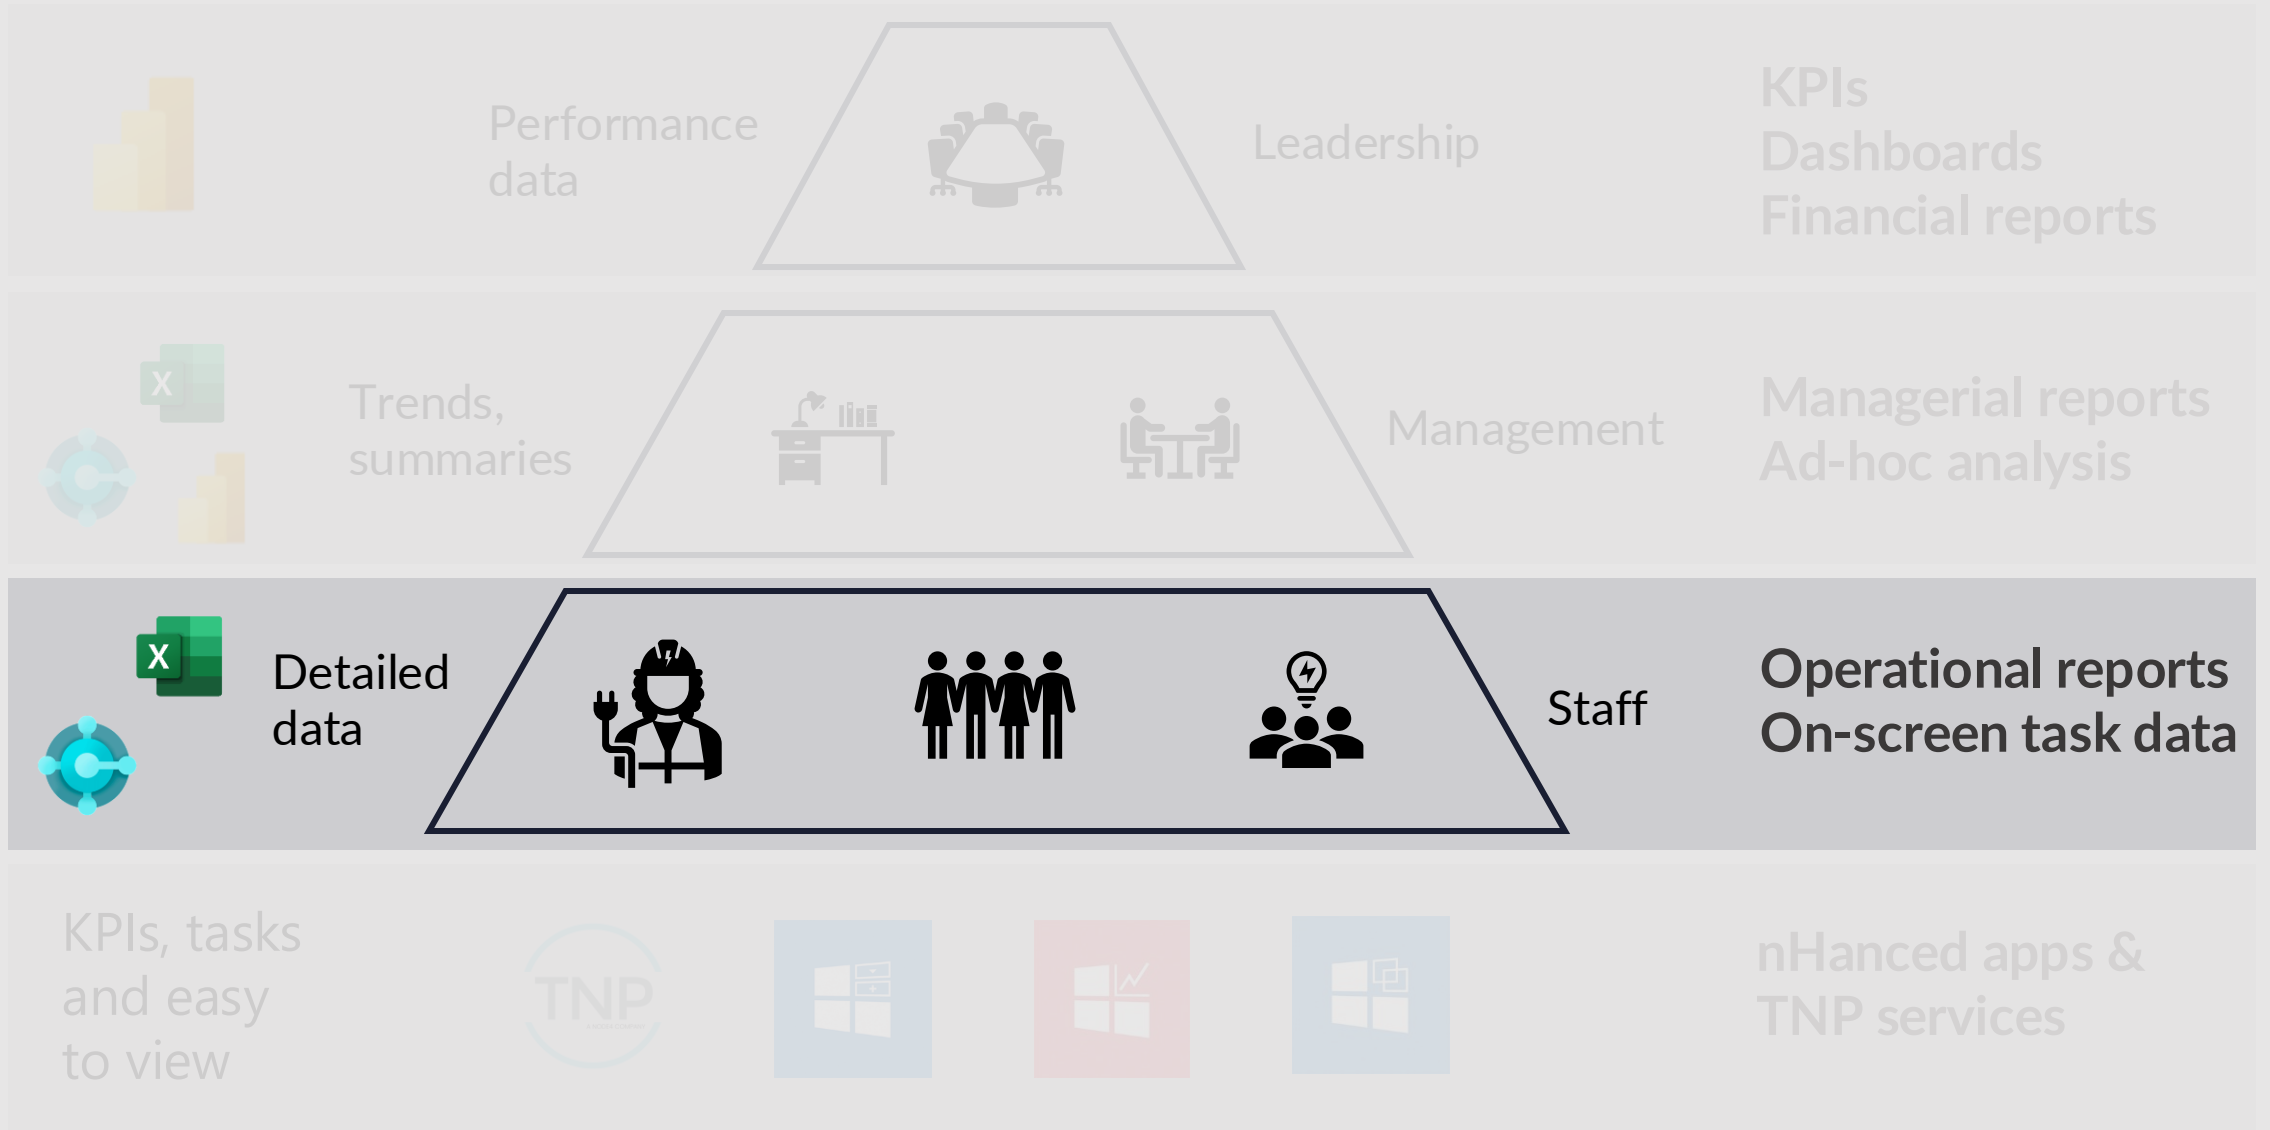 Performance
data
Leadership
KPIs
Dashboards
Financial reports
X
Trends,
summaries
Management
Managerial reports
Ad-hoc analysis
X
Detailed
data
Staff
Operational reports
On-screen task data
KPIs, tasks
and easy
to view
TNP
nHanced apps &
TNP services